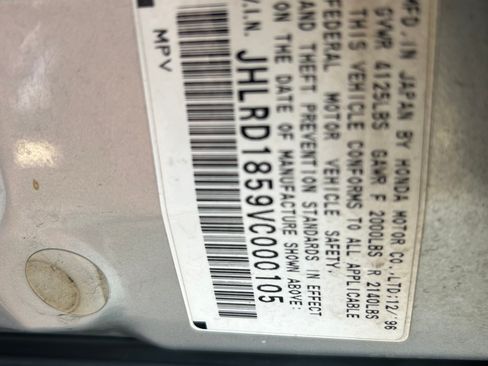 MFD. IN JAPAN BY HONDA MOTOR CO., LTD; 12/'96
GVWR 4125LBS GAWR F 2000LBS R 2140LBS
THIS VEHICLE CONFORMS TO ALL APPLICABLE
FEDERAL MOTOR VEHICLE SAFETY,
AND THEFT PREVENTION STANDARDS IN EFFECT
ON THE DATE OF MANUFACTURE SHOWN ABOVE:
V.I.N. JHLRD1859VC000105
MPV